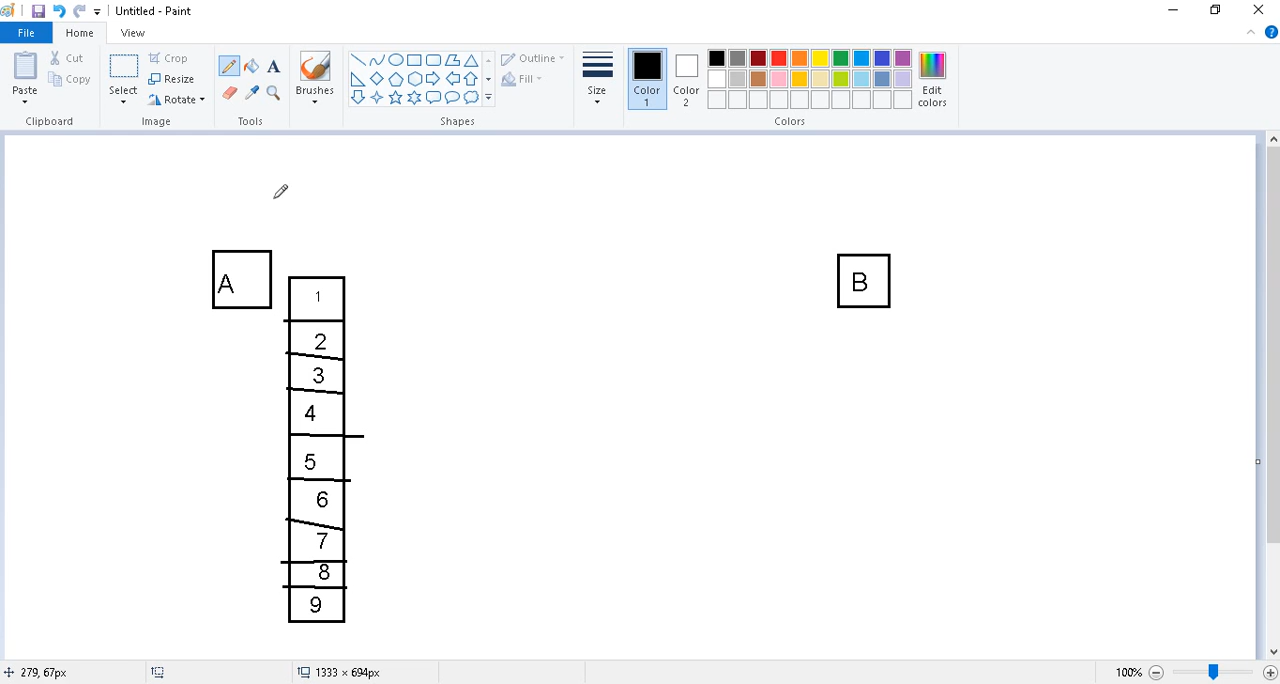 Untitled - Paint
File Home View
Paste
Cut
Copy
Clipboard
Select
Crop
Resize
Rotate
Image
A
Tools
Brushes
Shapes
Outline
Fill
Size
Color 1
Color 2
Colors
Edit colors
A
B
1
2
3
4
5
6
7
8
9
279, 67px
1333 × 694px
100%